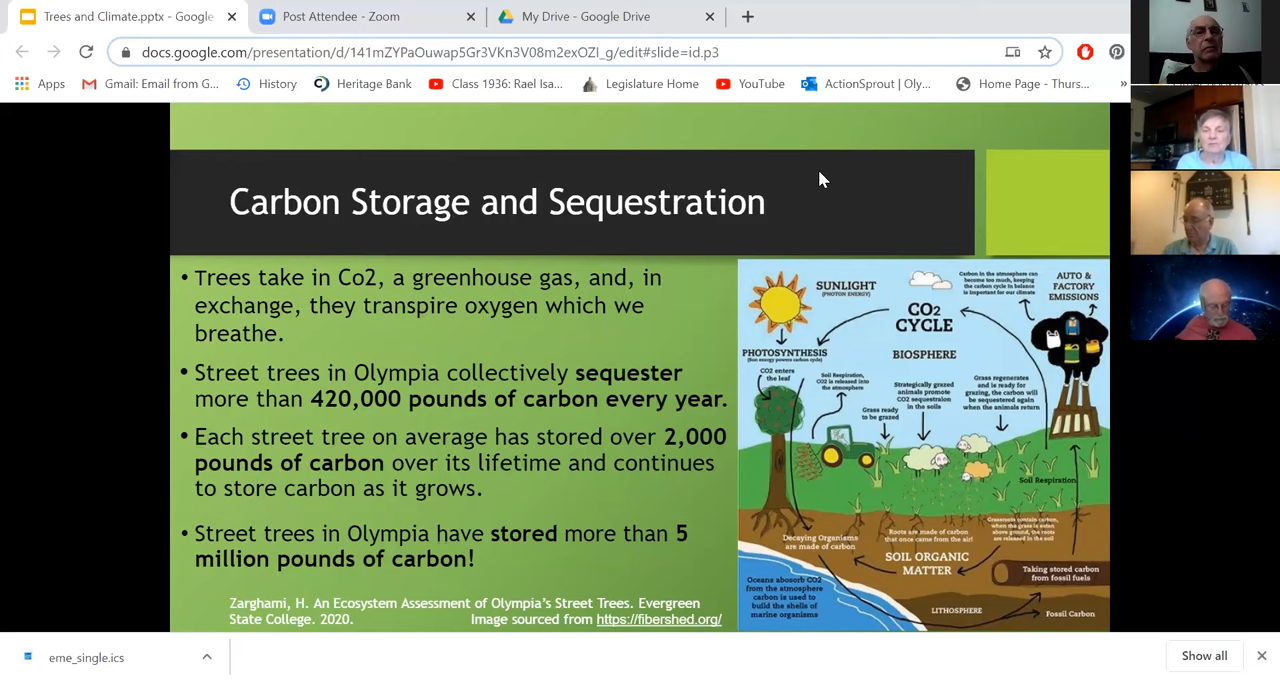 Trees and Climate.pptx - Google
Post Attendee - Zoom
My Drive - Google Drive
docs.google.com/presentation/d/141mZYPaOuwap5Gr3VKn3V08m2exOZI_g/edit#slide=id.p3
Apps
Gmail: Email from G...
History
Heritage Bank
Class 1936: Rael Isa...
Legislature Home
YouTube
ActionSprout | Oly...
Home Page - Thurs...
»
Carbon Storage and Sequestration
• Trees take in Co2, a greenhouse gas, and, in
exchange, they transpire oxygen which we
breathe.
• Street trees in Olympia collectively sequester
more than 420,000 pounds of carbon every year.
• Each street tree on average has stored over 2,000
pounds of carbon over its lifetime and continues
to store carbon as it grows.
• Street trees in Olympia have stored more than 5
million pounds of carbon!
Zarghami, H. An Ecosystem Assessment of Olympia's Street Trees. Evergreen
State College. 2020.
Image sourced from https://fibershed.org/
SUNLIGHT
(PHOTON ENERGY)
Carbon in the atmosphere can
become too much, keeping
the carbon cycle in balance
is important for our climate
AUTO &
FACTORY
EMISSIONS
CO2
CYCLE
PHOTOSYNTHESIS
(Sun energy powers carbon cycle)
BIOSPHERE
CO2 enters
the leaf
Soil Respiration,
CO2 is released into
the atmosphere
Strategically grazed
animals promote
CO2 sequestraion
in the soils
Grass regenerates
and is ready for
grazing, the carbon will
be sequestered again
when the animals return
Grass ready
to be grazed
Soil Respiration
Decaying Organisms
are made of carbon
Roots are made of carbon
that once came from the air!
above ground, the roots
are released in the soil
SOIL ORGANIC
MATTER
Taking stored carbon
from fossil fuels
Oceans abosorb CO2
from the atmosphere
carbon is used to
build the shells of
marine organisms
LITHOSPHERE
Fossil Carbon
eme_single.ics
Show all